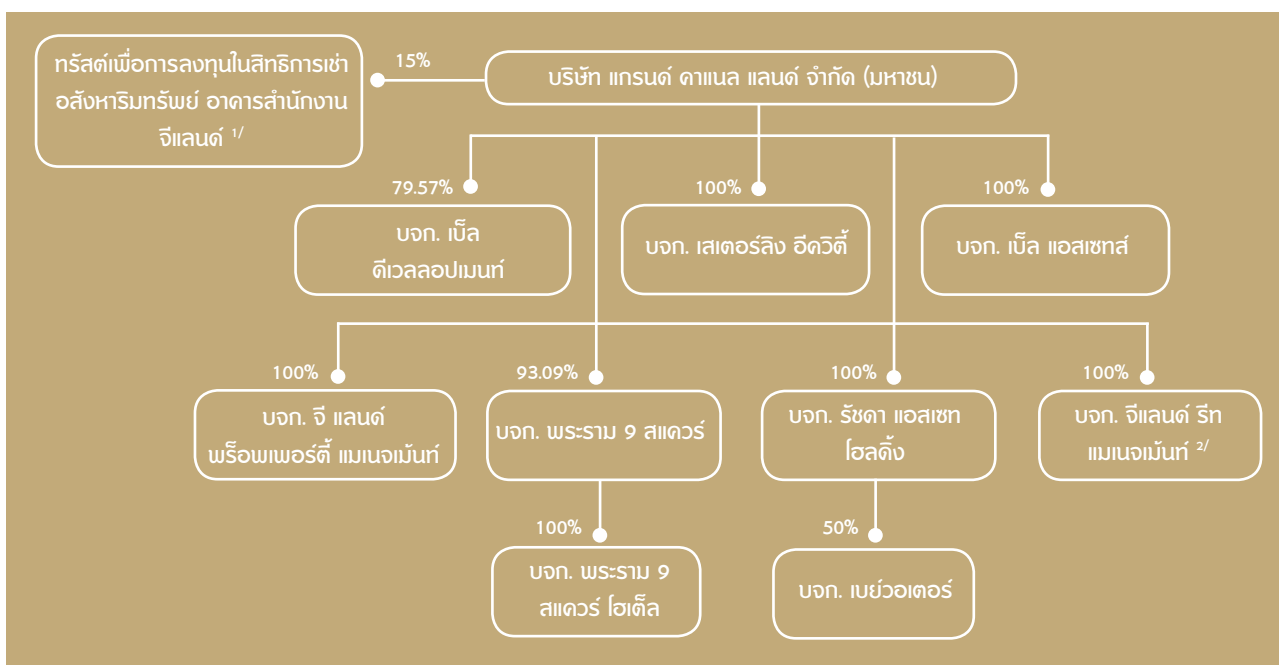 ทรัสต์เพื่อการลงทุนในสิทธิการเช่า
อสังหาริมทรัพย์ อาคารสำนักงาน
จีแลนด์ 1/
15%
บริษัท แกรนด์ คาแนล แลนด์ จำกัด (มหาชน)
79.57%
บจก. เบ็ล
ดีเวลลอปเมนท์
100%
บจก. เสเตอร์ลิง อีควิตี้
100%
บจก. เบ็ล แอสเซทส์
100%
บจก. จี แลนด์
พร็อพเพอร์ตี้ แมเนจเม้นท์
93.09%
บจก. พระราม 9 สแควร์
100%
บจก. รัชดา แอสเซท
โฮลดิ้ง
100%
บจก. จีแลนด์ รีท
แมเนจเม้นท์ 2/
100%
บจก. พระราม 9
สแควร์ โฮเต็ล
50%
บจก. เบย์วอเตอร์